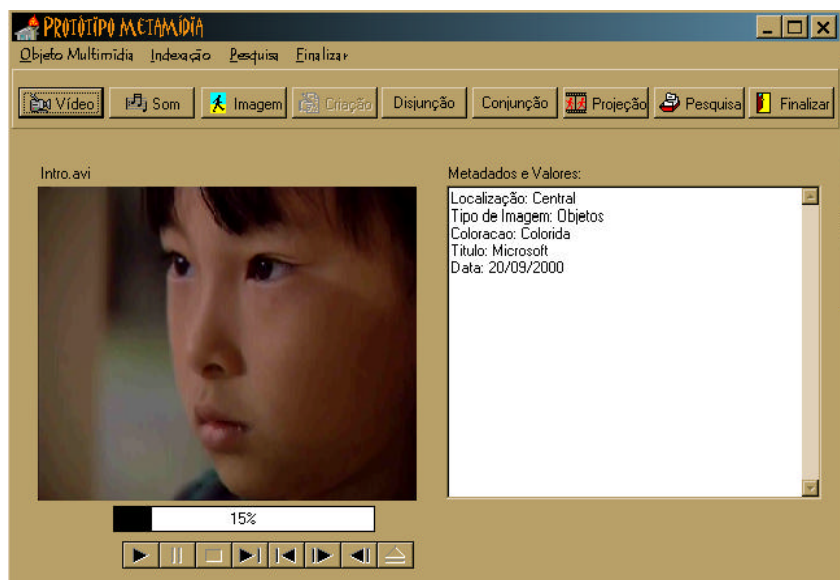 PROTÓTIPO METAMÍDIA
Objeto Multimídia Indexação Pesquisa Finalizar
Vídeo Som Imagem Criação Disjunção Conjunção Projeção Pesquisa Finalizar
Intro.avi
Metadados e Valores:
Localização: Central
Tipo de Imagem: Objetos
Coloracao: Colorida
Titulo: Microsoft
Data: 20/09/2000
15%